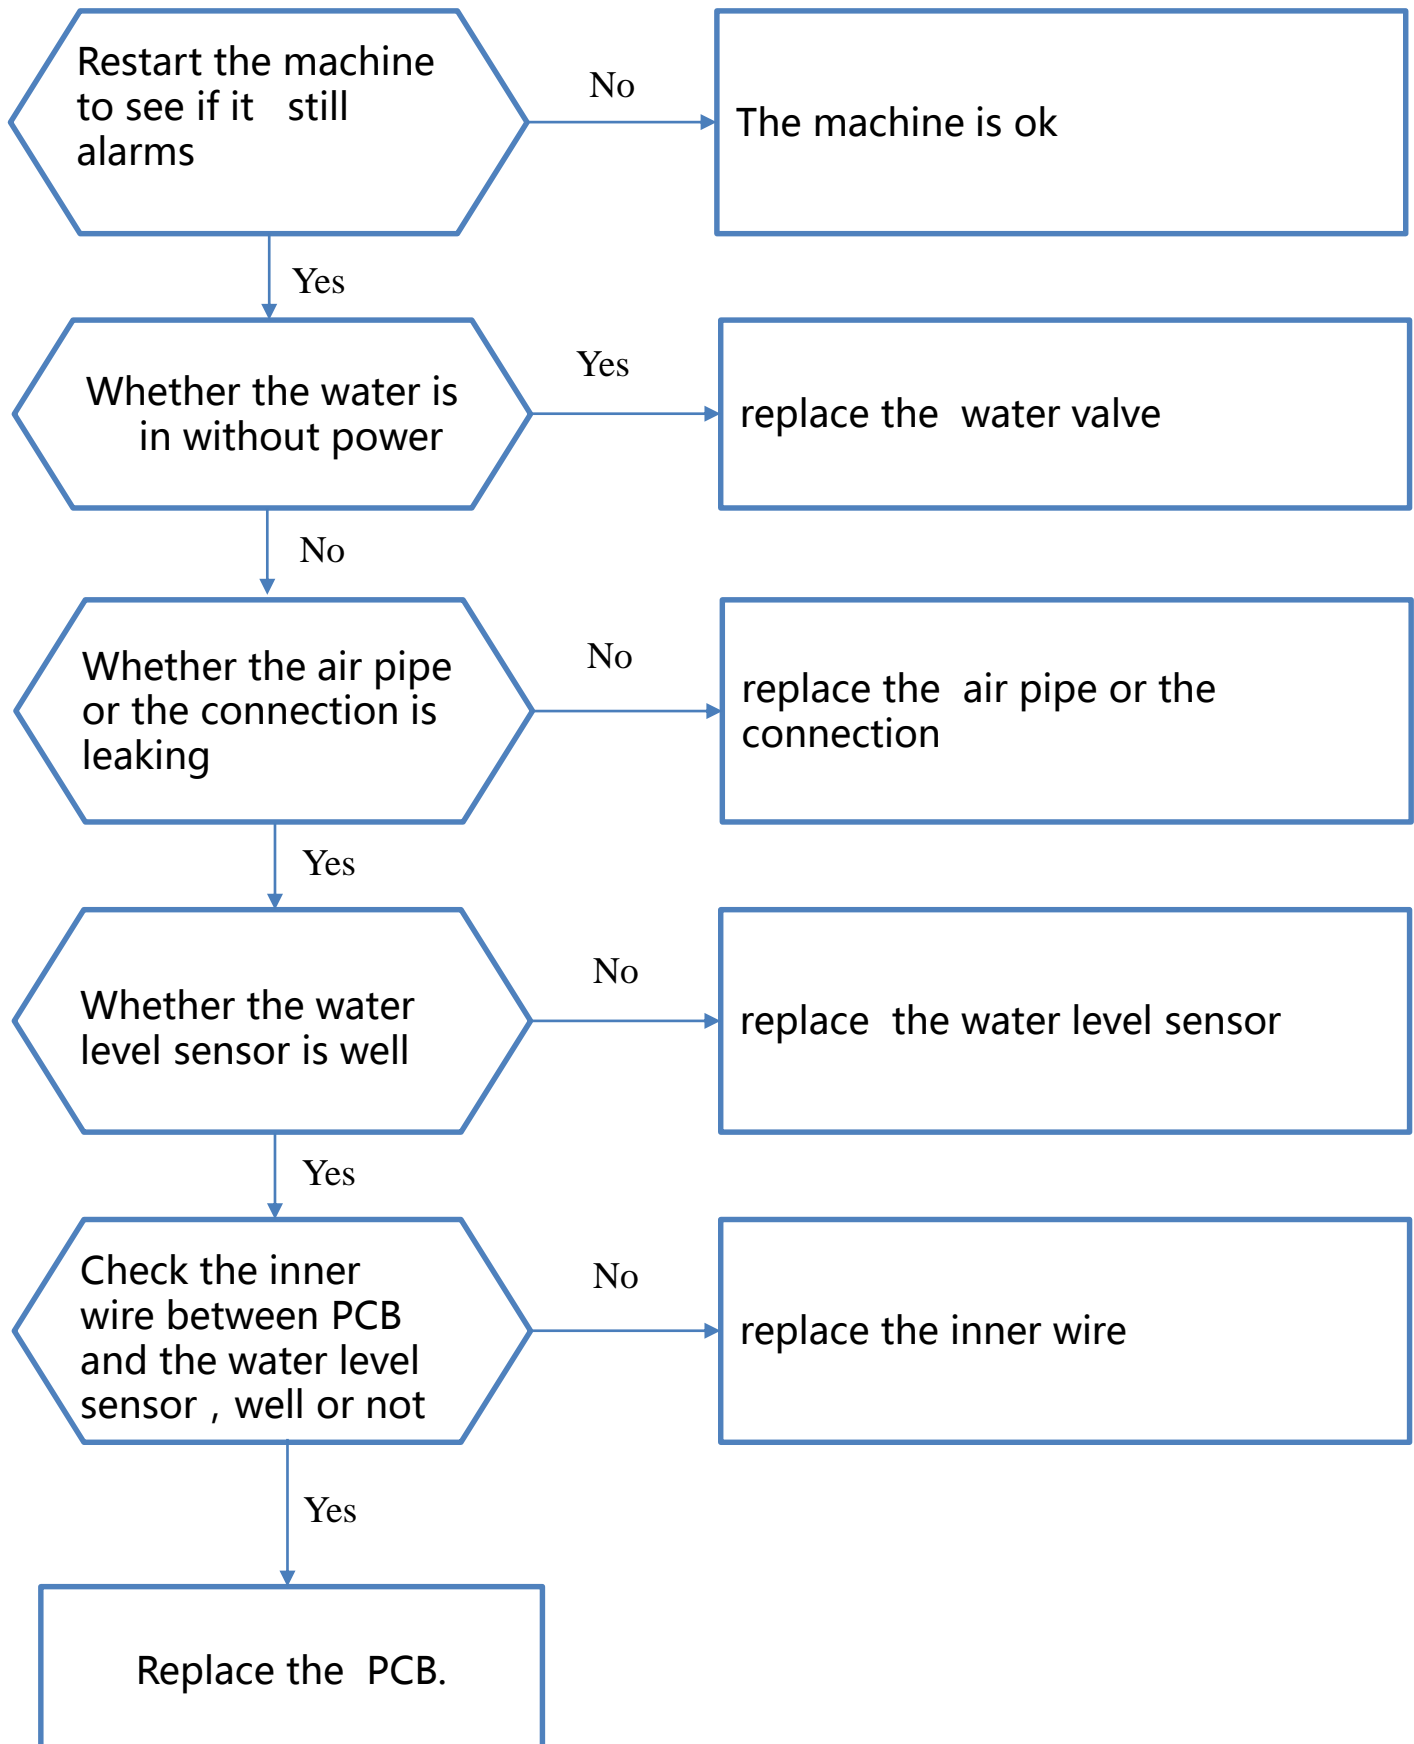 Restart the machine
to see if it still
alarms
No
The machine is ok
Yes
Whether the water is
in without power
Yes
replace the water valve
No
Whether the air pipe
or the connection is
leaking
No
replace the air pipe or the
connection
Yes
Whether the water
level sensor is well
No
replace the water level sensor
Yes
Check the inner
wire between PCB
and the water level
sensor , well or not
No
replace the inner wire
Yes
Replace the PCB.